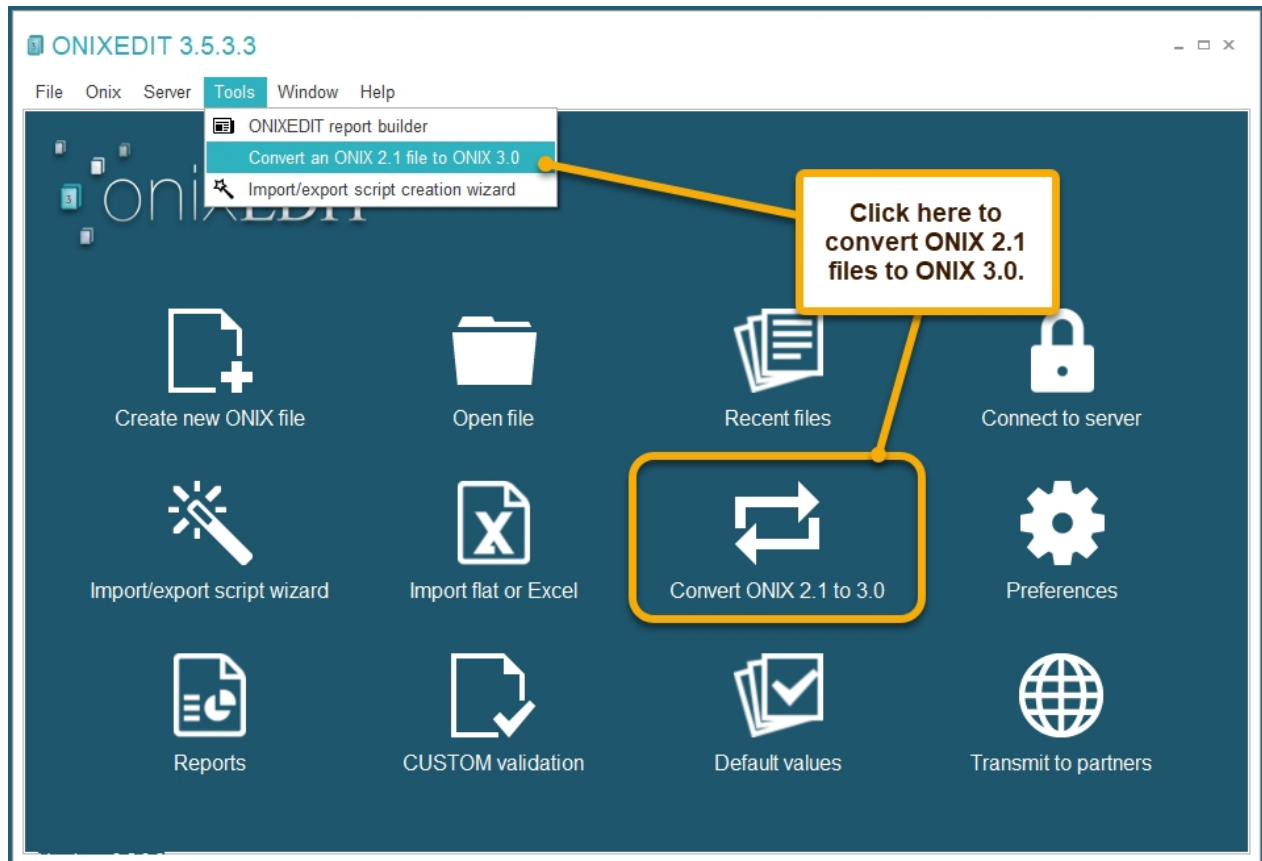 ONIXEDIT 3.5.3.3
File Onix Server Tools Window Help
ONIXEDIT report builder
Convert an ONIX 2.1 file to ONIX 3.0
Import/export script creation wizard
Click here to
convert ONIX 2.1
files to ONIX 3.0.
Create new ONIX file
Open file
Recent files
Connect to server
Import/export script wizard
Import flat or Excel
Convert ONIX 2.1 to 3.0
Preferences
Reports
CUSTOM validation
Default values
Transmit to partners